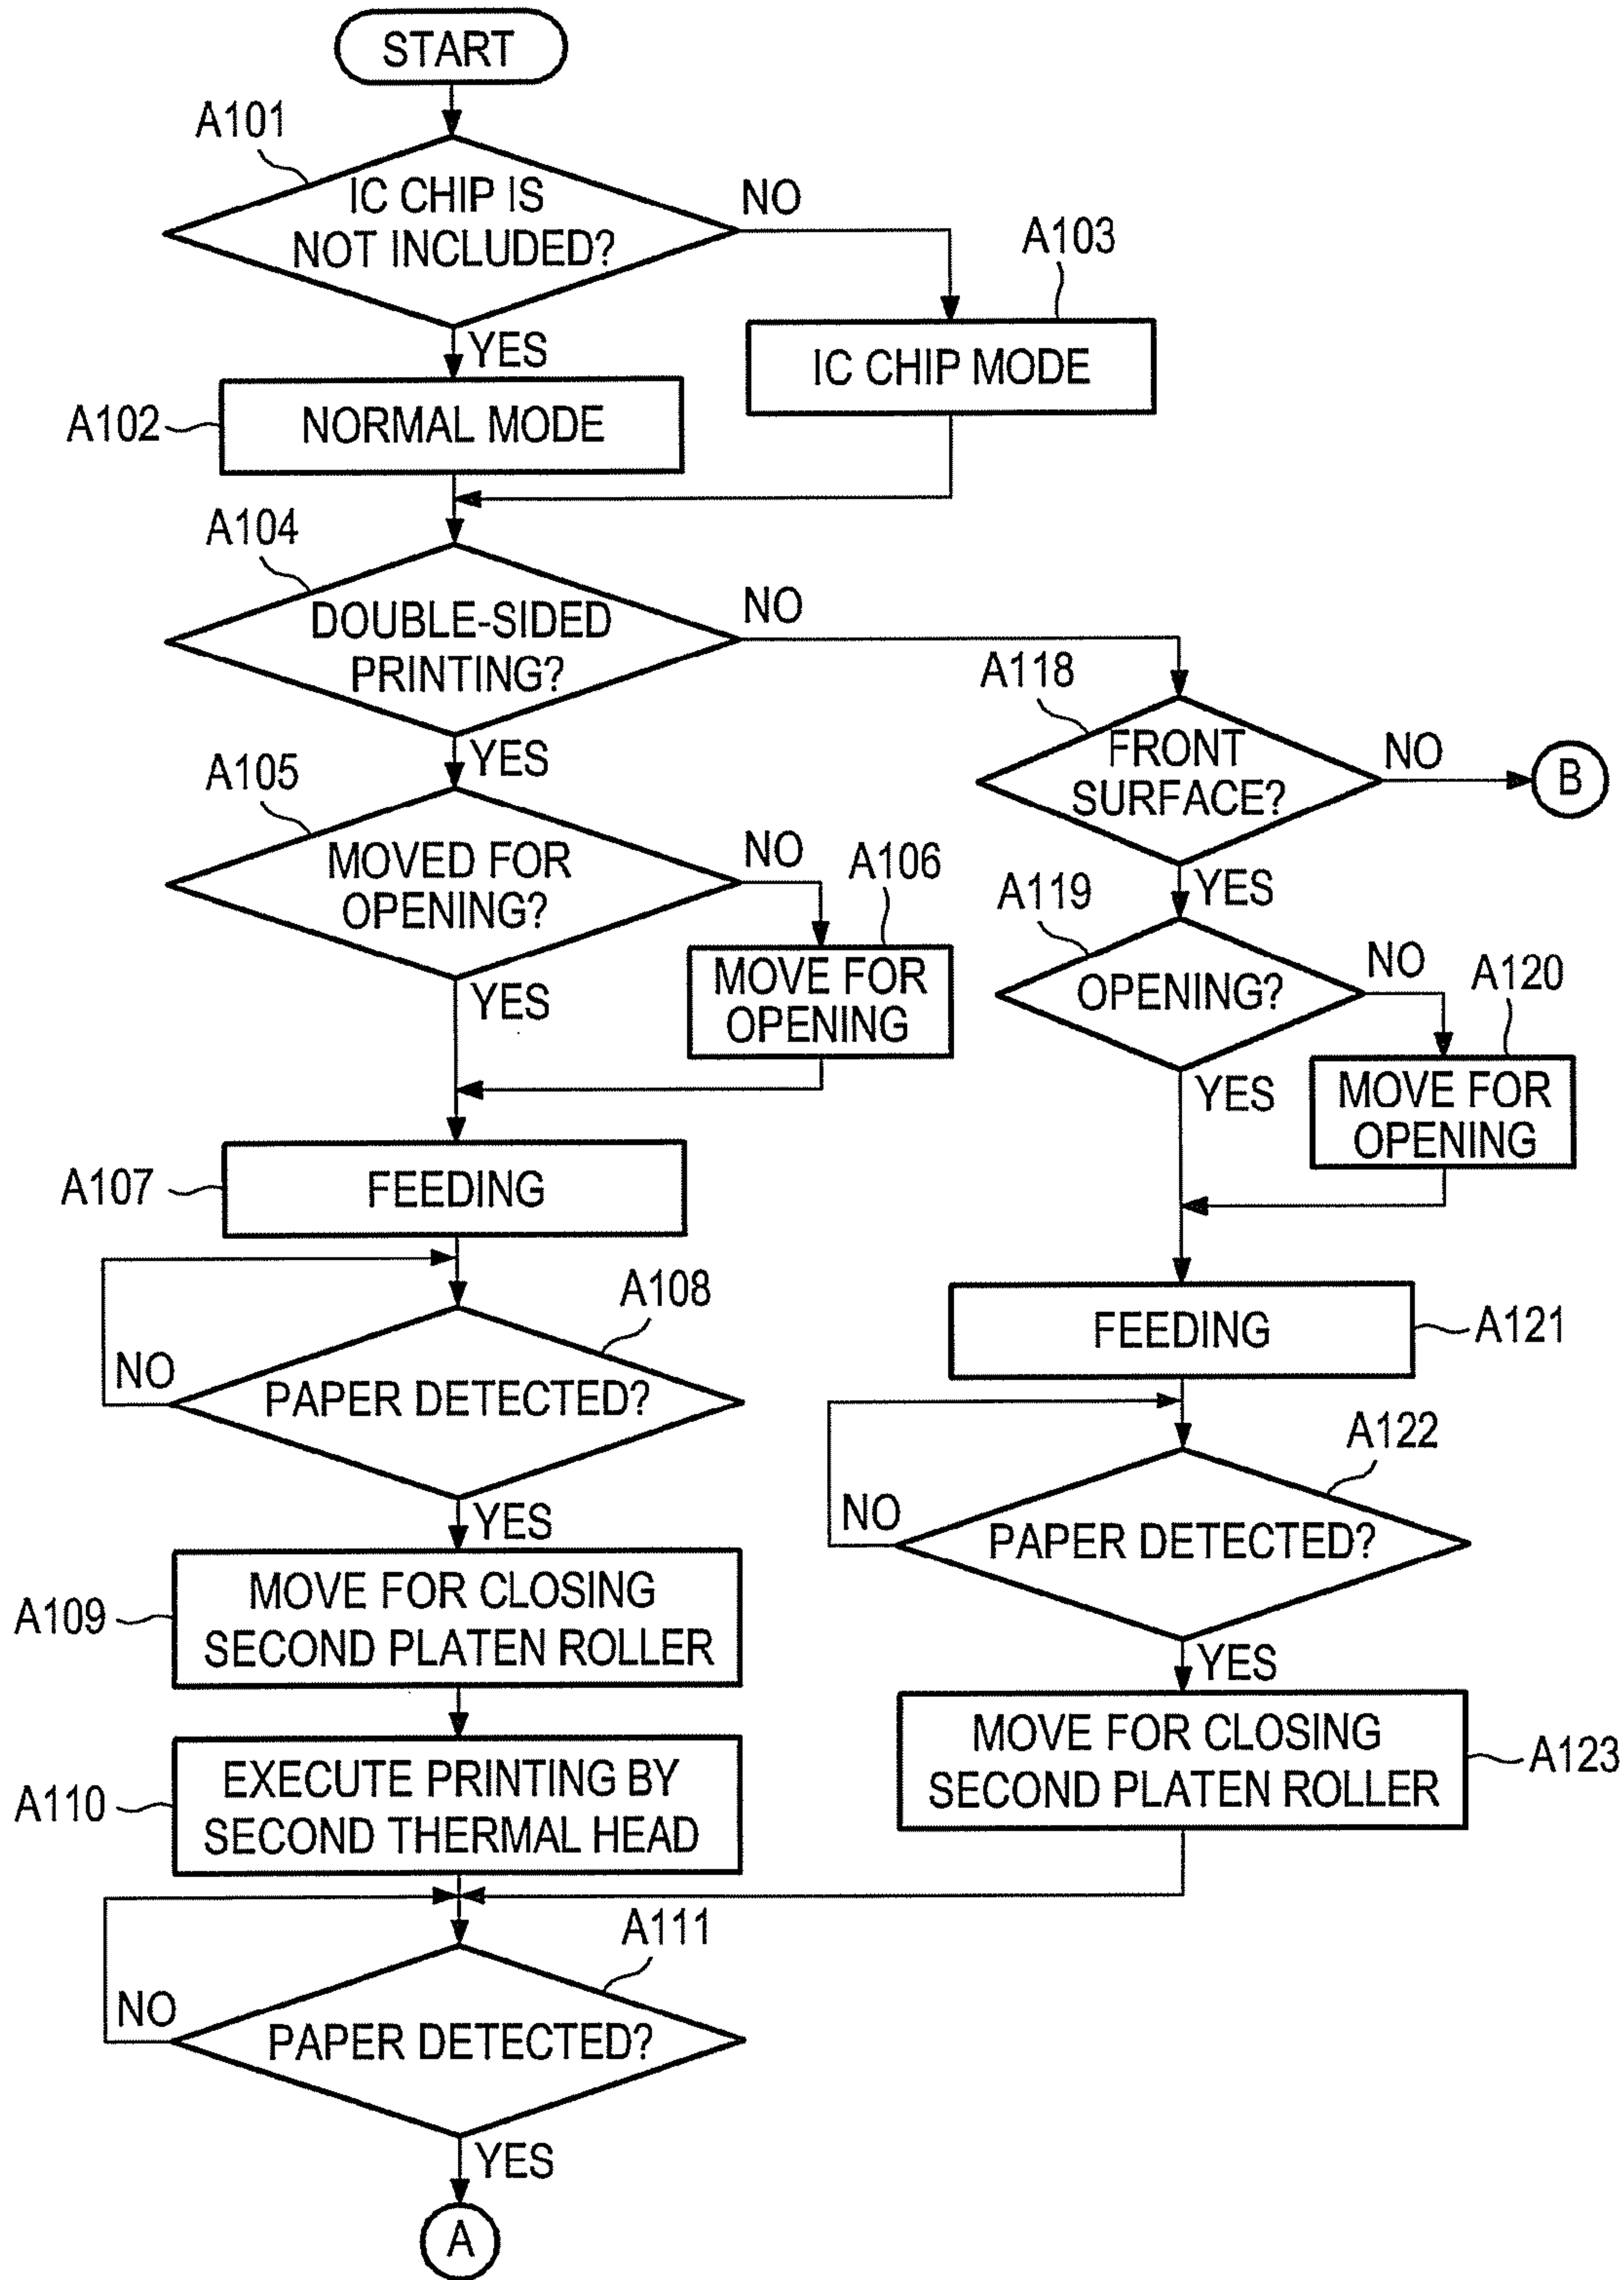 START
A101
IC CHIP IS
NOT INCLUDED?
NO
A103
YES
IC CHIP MODE
A102
NORMAL MODE
A104
DOUBLE-SIDED
PRINTING?
NO
A118
YES
FRONT
SURFACE?
NO
B
A105
MOVED FOR
OPENING?
NO
A106
YES
A119
MOVE FOR
OPENING
YES
OPENING?
NO
A120
YES
MOVE FOR
OPENING
A107
FEEDING
A108
FEEDING
A121
NO
PAPER DETECTED?
A122
YES
NO
PAPER DETECTED?
A109
MOVE FOR CLOSING
SECOND PLATEN ROLLER
YES
MOVE FOR CLOSING
SECOND PLATEN ROLLER
A123
A110
EXECUTE PRINTING BY
SECOND THERMAL HEAD
A111
NO
PAPER DETECTED?
YES
A